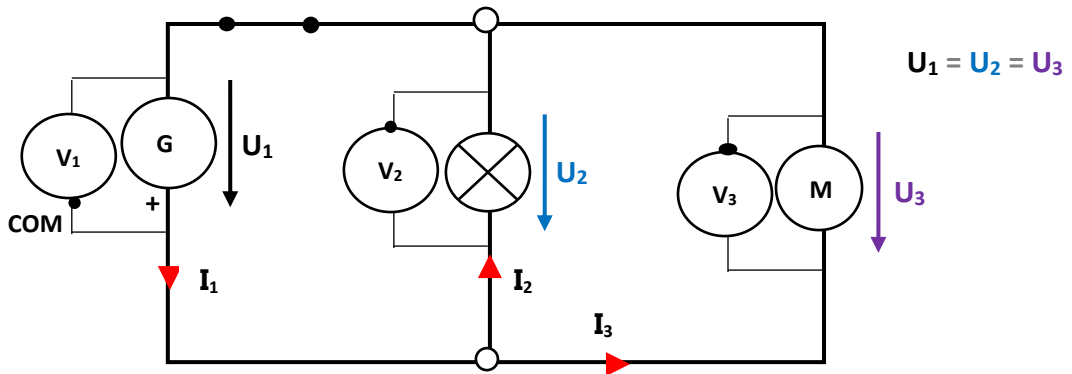 U₁ = U₂ = U₃
V₁
G
U₁
+
COM
V₂
U₂
V₃
M
U₃
I₁
I₂
I₃